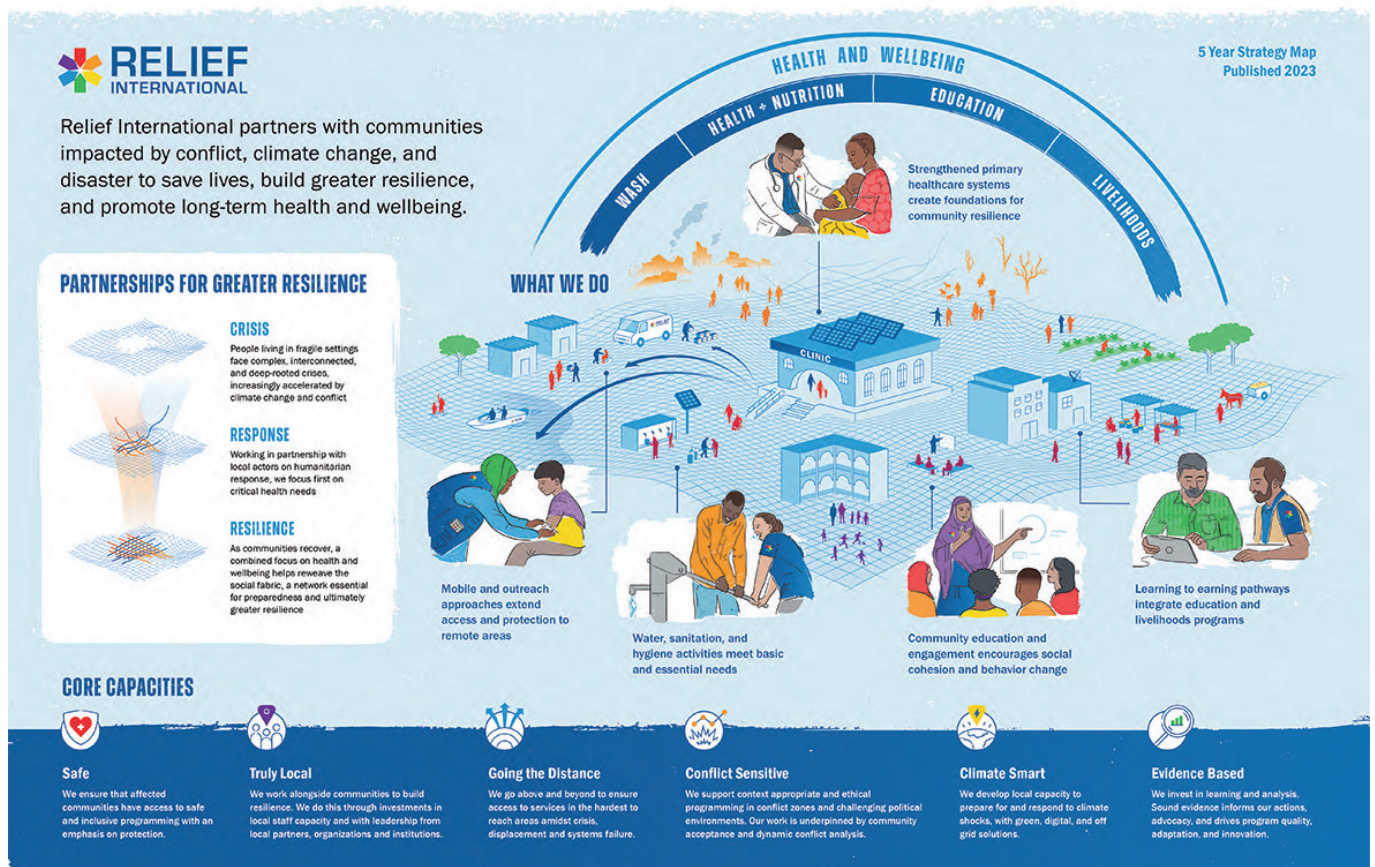 RELIEF
INTERNATIONAL
5 Year Strategy Map
Published 2023
Relief International partners with communities
impacted by conflict, climate change, and
disaster to save lives, build greater resilience,
and promote long-term health and wellbeing.
HEALTH AND WELLBEING
WASH
HEALTH + NUTRITION
EDUCATION
LIVELIHOODS
PARTNERSHIPS FOR GREATER RESILIENCE
CRISIS
People living in fragile settings
face complex, interconnected,
and deep-rooted crises,
increasingly accelerated by
climate change and conflict
RESPONSE
Working in partnership with
local actors on humanitarian
response, we focus first on
critical health needs
RESILIENCE
As communities recover, a
combined focus on health and
wellbeing helps reweave the
social fabric, a network essential
for preparedness and ultimately
greater resilience
WHAT WE DO
Strengthened primary
healthcare systems
create foundations for
community resilience
RELIEF
CLINIC
Mobile and outreach
approaches extend
access and protection to
remote areas
Water, sanitation, and
hygiene activities meet basic
and essential needs
Community education and
engagement encourages social
cohesion and behavior change
Learning to earning pathways
integrate education and
livelihoods programs
CORE CAPACITIES
Safe
We ensure that affected
communities have access to safe
and inclusive programming with an
emphasis on protection.
Truly Local
We work alongside communities to build
resilience. We do this through investments in
local staff capacity and with leadership from
local partners, organizations and institutions.
Going the Distance
We go above and beyond to ensure
access to services in the hardest to
reach areas amidst crisis,
displacement and systems failure.
Conflict Sensitive
We support context appropriate and ethical
programming in conflict zones and challenging political
environments. Our work is underpinned by community
acceptance and dynamic conflict analysis.
Climate Smart
We develop local capacity to
prepare for and respond to climate
shocks, with green, digital, and off
grid solutions.
Evidence Based
We invest in learning and analysis.
Sound evidence informs our actions,
advocacy, and drives program quality,
adaptation, and innovation.